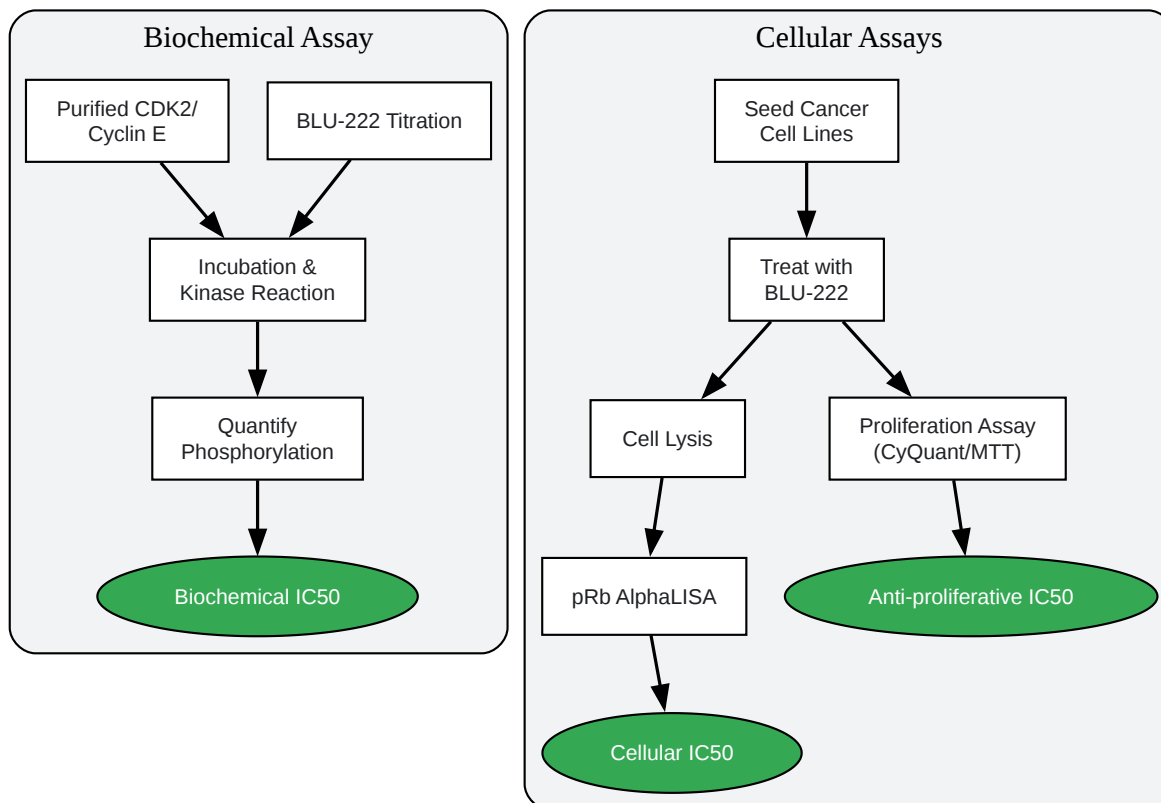 Biochemical Assay
Purified CDK2/
Cyclin E
BLU-222 Titration
Incubation &
Kinase Reaction
Quantify
Phosphorylation
Biochemical IC50
Cellular Assays
Seed Cancer
Cell Lines
Treat with
BLU-222
Cell Lysis
Proliferation Assay
(CyQuant/MTT)
pRb AlphaLISA
Anti-proliferative IC50
Cellular IC50